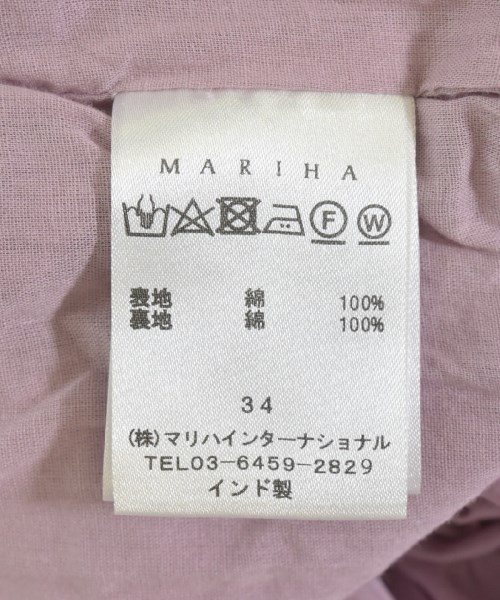 MARIHA
F W
表地 綿 100%
裏地 綿 100%
34
(株)マリハインターナショナル
TEL03-6459-2829
インド製